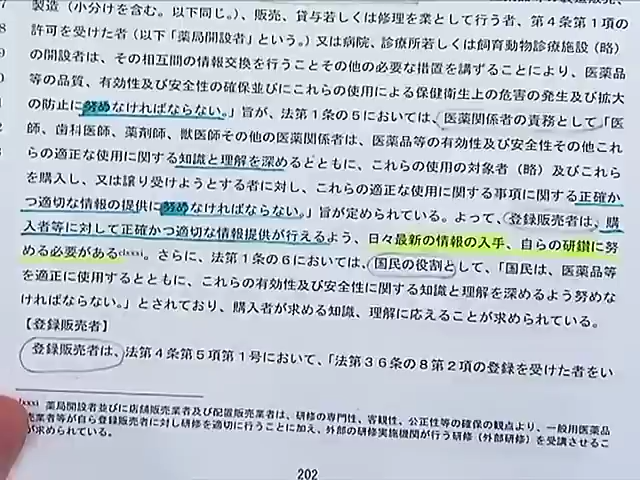 製造（小分けを含む。以下同じ。）、販売、貸与若しくは修理を業として行う者、第４条第１項の
許可を受けた者（以下「薬局開設者」という。）又は病院、診療所若しくは飼育動物診療施設（略）
の開設者は、その相互間の情報交換を行うことその他の必要な措置を講ずることにより、医薬品
等の品質、有効性及び安全性の確保並びにこれらの使用による保健衛生上の危害の発生及び拡大
の防止に努めなければならない。」旨が、法第１条の５においては、医薬関係者の責務として「医
師、歯科医師、薬剤師、獣医師その他の医薬関係者は、医薬品等の有効性及び安全性その他これ
らの適正な使用に関する知識と理解を深めるとともに、これらの使用の対象者（略）及びこれら
を購入し、又は譲り受けようとする者に対し、これらの適正な使用に関する事項に関する正確か
つ適切な情報の提供に努めなければならない。」旨が定められている。よって、登録販売者は、購
入者等に対して正確かつ適切な情報提供が行えるよう、日々最新の情報の入手、自らの研鑽に努
める必要があるlxxxi。さらに、法第１条の６においては、国民の役割として、「国民は、医薬品等
を適正に使用するとともに、これらの有効性及び安全性に関する知識と理解を深めるよう努めな
ければならない。」とされており、購入者が求める知識、理解に応えることが求められている。
【登録販売者】
登録販売者は、法第４条第５項第１号において、「法第３６条の８第２項の登録を受けた者をい
薬局開設者並びに店舗販売業者及び配置販売業者は、研修の専門性、客観性、公正性等の確保の観点より、一般用医薬品
売業者等が自ら登録販売者に対し研修を適切に行うことに加え、外部の研修実施機関が行う研修（外部研修）を受講させるこ
が求められている。
202